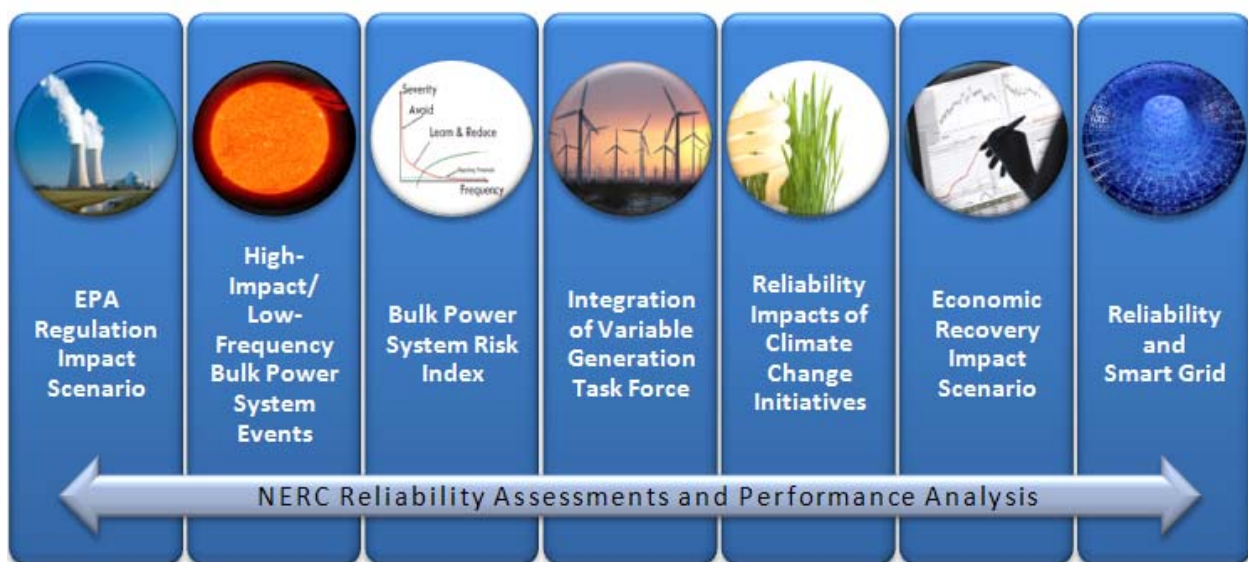 EPA
Regulation
Impact
Scenario
High-
Impact/
Low-
Frequency
Bulk Power
System
Events
Severity
Avoid
Learn & Reduce
Frequency
Bulk Power
System Risk
Index
Integration
of Variable
Generation
Task Force
Reliability
Impacts of
Climate
Change
Initiatives
Economic
Recovery
Impact
Scenario
Reliability
and
Smart Grid
NERC Reliability Assessments and Performance Analysis